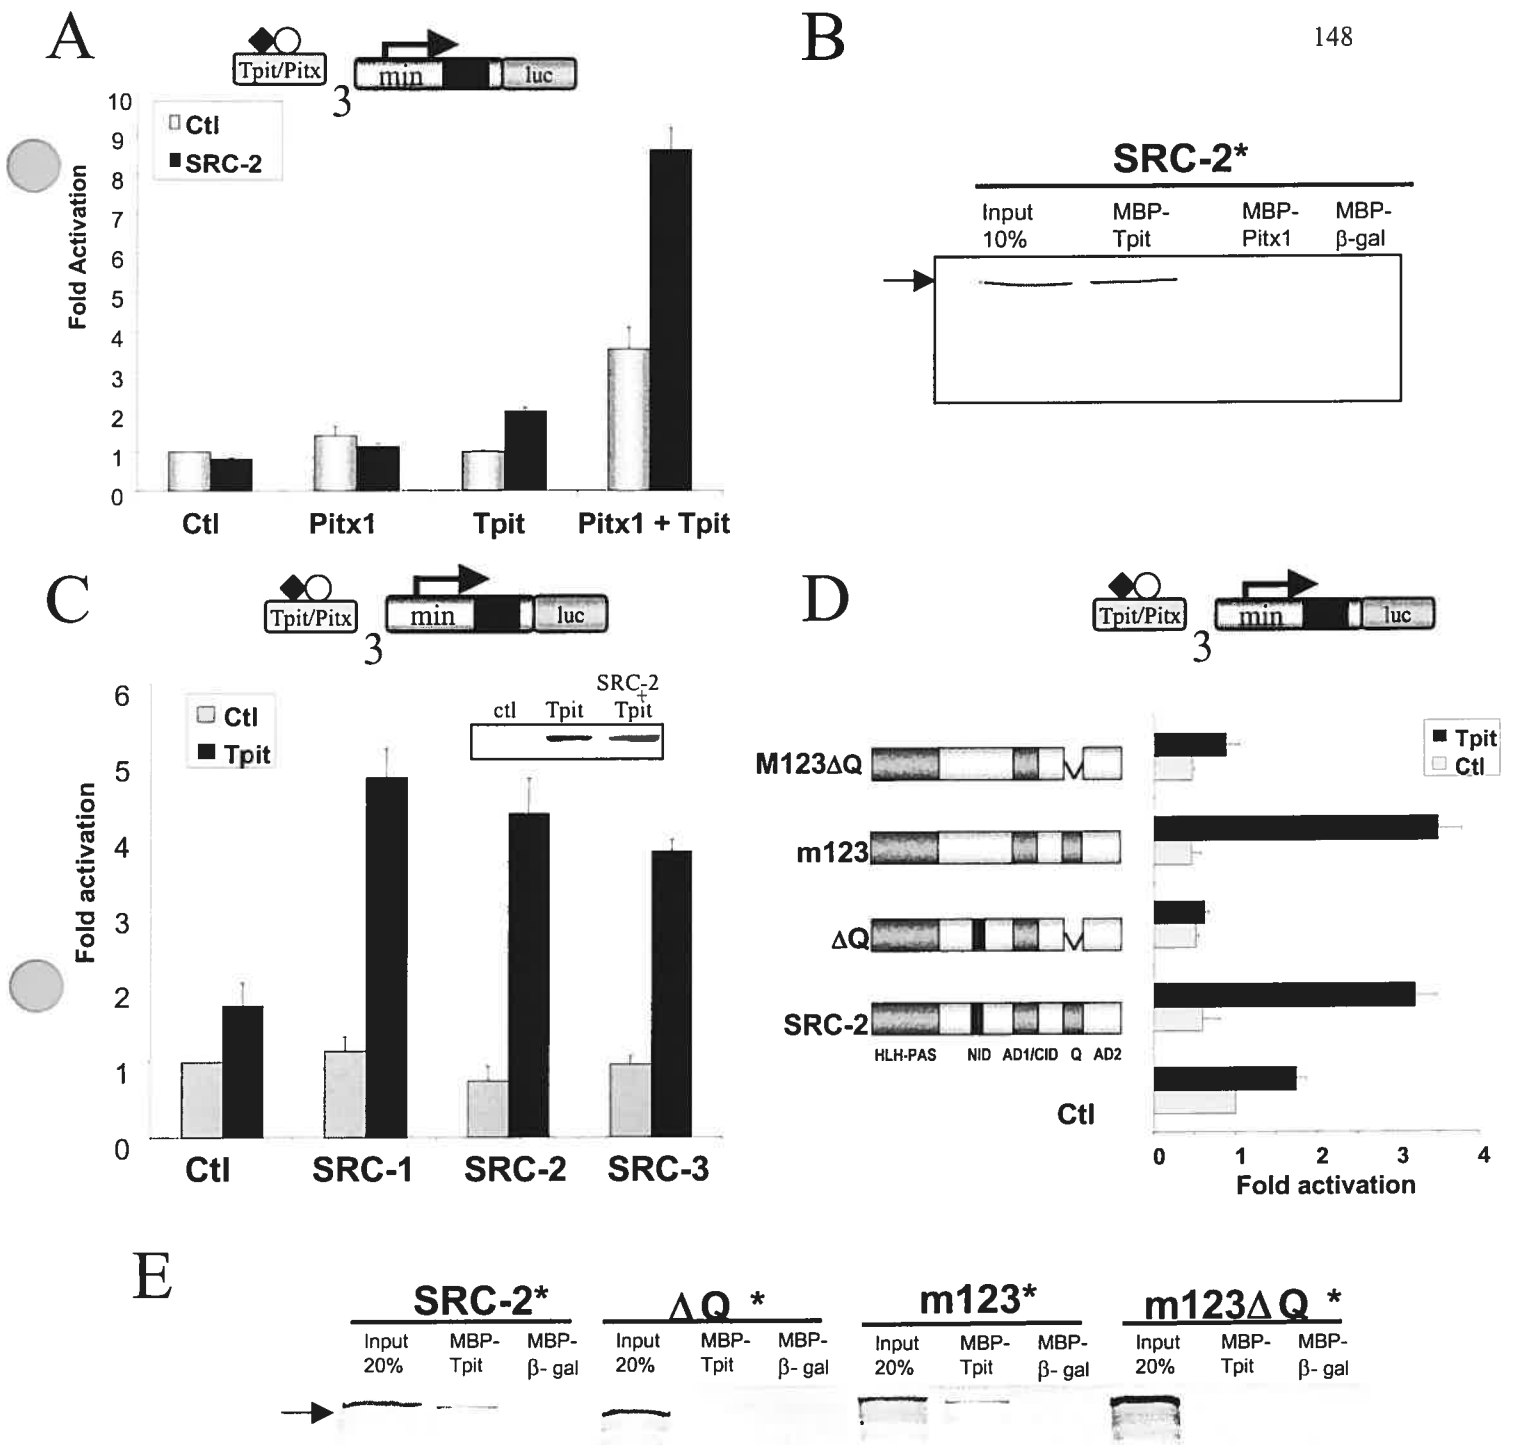 148
A
Tpit/Pitx
3
min
luc
Ctl
SRC-2
Fold Activation
10
9
8
7
6
5
4
3
2
1
0
Ctl
Pitx1
Tpit
Pitx1 + Tpit
B
SRC-2*
Input
10%
MBP-
Tpit
MBP-
Pitx1
MBP-
β-gal
C
Tpit/Pitx
3
min
luc
Ctl
Tpit
ctl
Tpit
SRC-2
+
Tpit
Fold activation
6
5
4
3
2
1
0
Ctl
SRC-1
SRC-2
SRC-3
D
Tpit/Pitx
3
min
luc
Tpit
Ctl
M123ΔQ
m123
ΔQ
SRC-2
HLH-PAS
NID
AD1/CID
Q
AD2
Ctl
0
1
2
3
4
Fold activation
E
SRC-2*
Input
20%
MBP-
Tpit
MBP-
β- gal
ΔQ *
Input
20%
MBP-
Tpit
MBP-
β- gal
m123*
Input
20%
MBP-
Tpit
MBP-
β- gal
m123ΔQ *
Input
20%
MBP-
Tpit
MBP-
β- gal